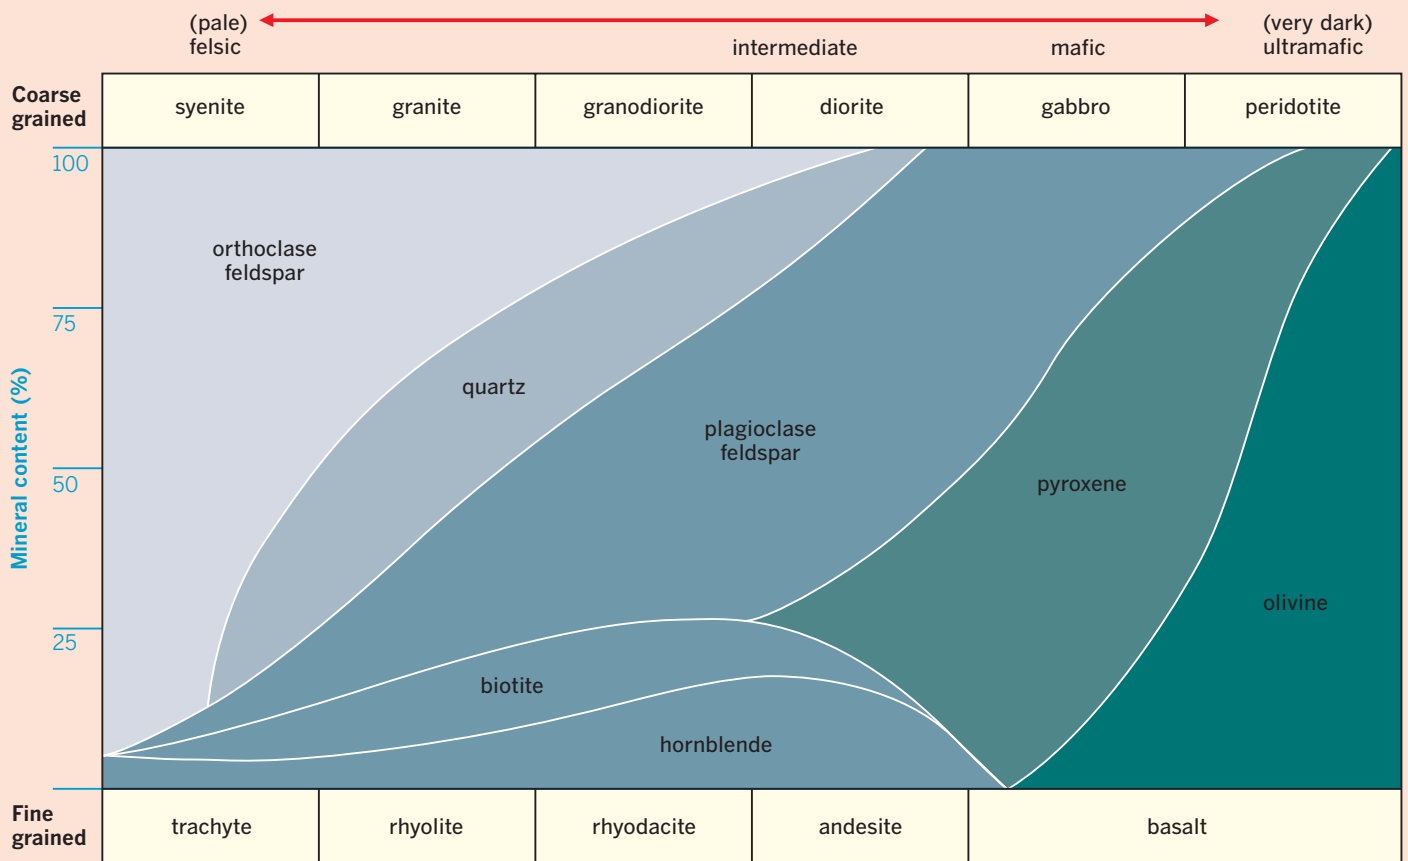 (pale)
felsic
intermediate
mafic
(very dark)
ultramafic
Coarse
grained
syenite
granite
granodiorite
diorite
gabbro
peridotite
100
75
50
25
Mineral content (%)
orthoclase
feldspar
quartz
plagioclase
feldspar
pyroxene
olivine
biotite
hornblende
Fine
grained
trachyte
rhyolite
rhyodacite
andesite
basalt